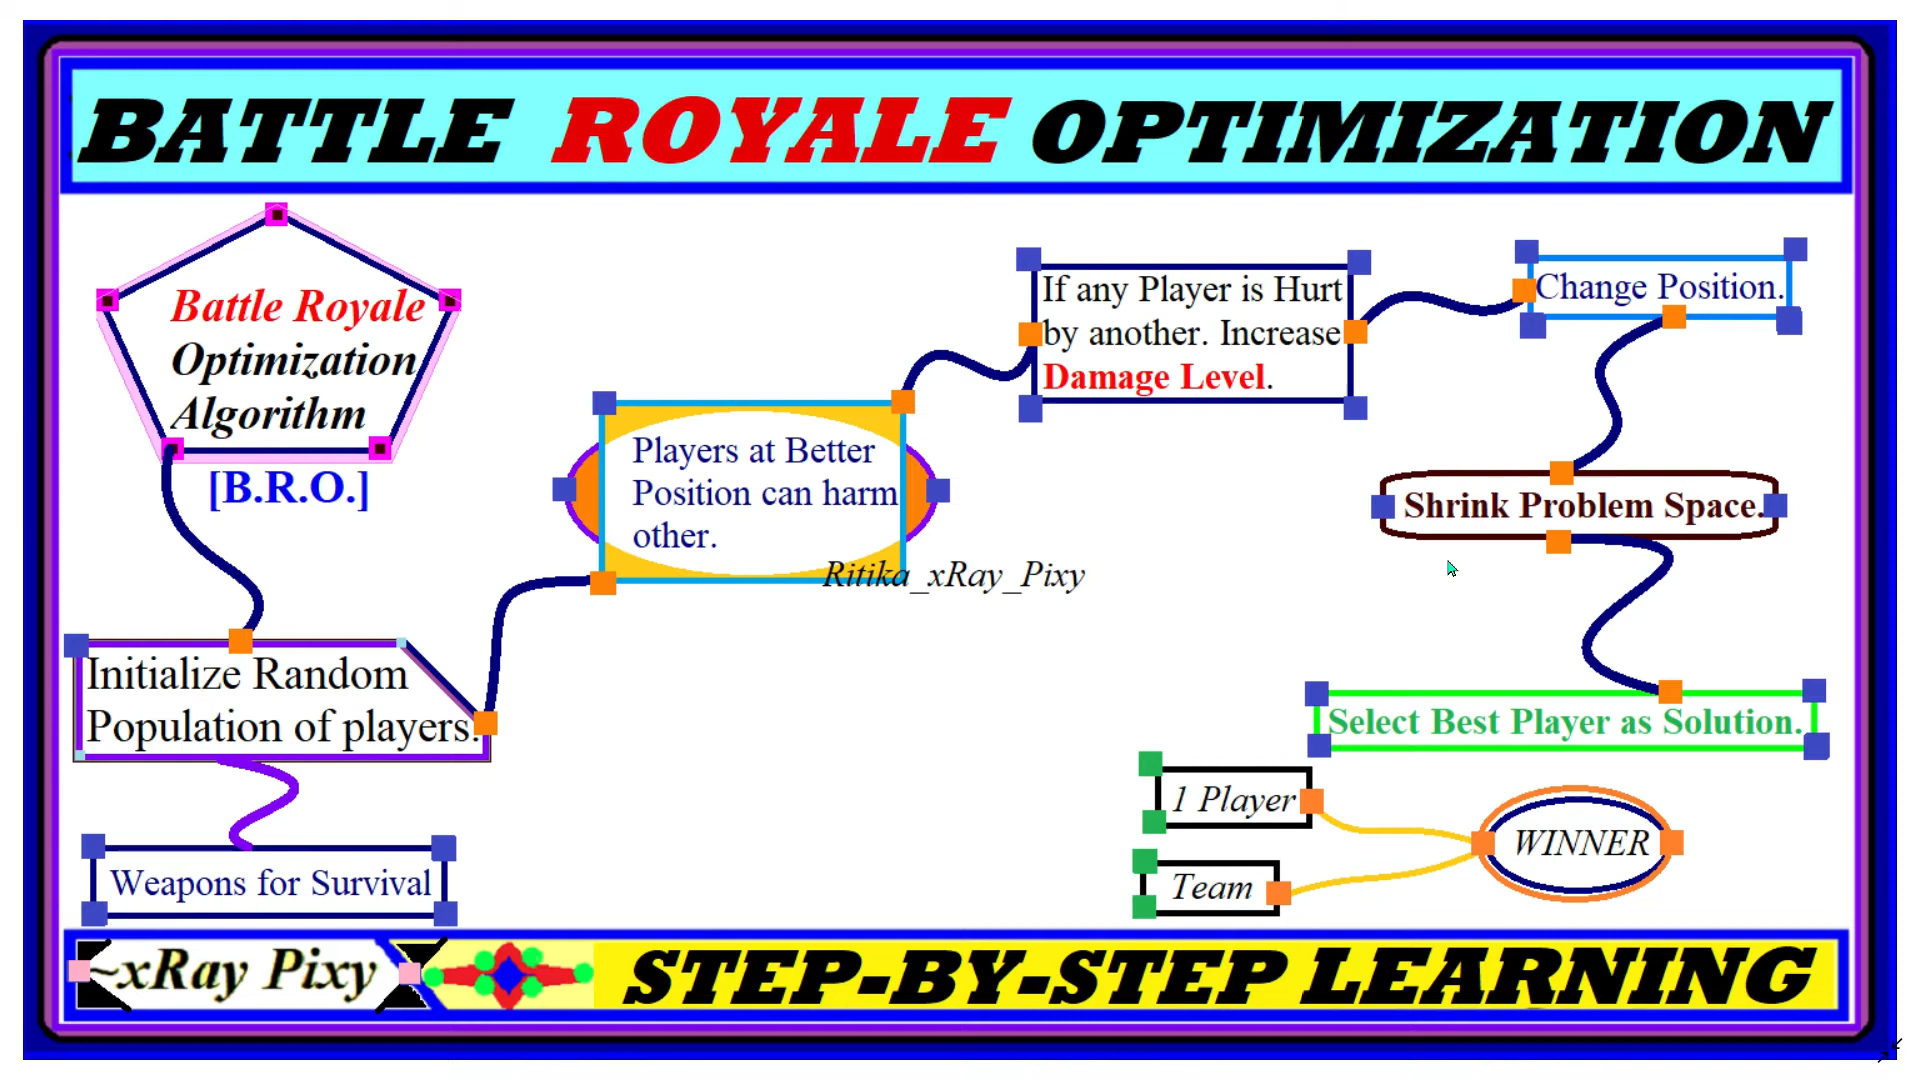 BATTLE ROYALE OPTIMIZATION
Battle Royale
Optimization
Algorithm
[B.R.O.]
Initialize Random
Population of players.
Weapons for Survival
Players at Better
Position can harm
other.
Ritika_xRay_Pixy
If any Player is Hurt
by another. Increase
Damage Level.
Change Position.
Shrink Problem Space.
Select Best Player as Solution.
1 Player
Team
WINNER
~xRay Pixy
STEP-BY-STEP LEARNING